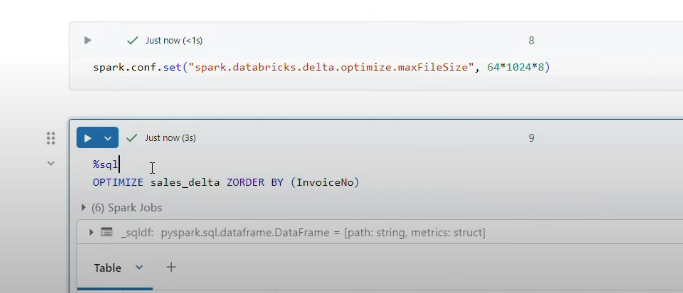 Just now (<1s)
8
spark.conf.set("spark.databricks.delta.optimize.maxFileSize", 64*1024*8)
Just now (3s)
9
%sql
OPTIMIZE sales_delta ZORDER BY (InvoiceNo)
(6) Spark Jobs
_sqldf: pyspark.sql.dataframe.DataFrame = [path: string, metrics: struct]
Table